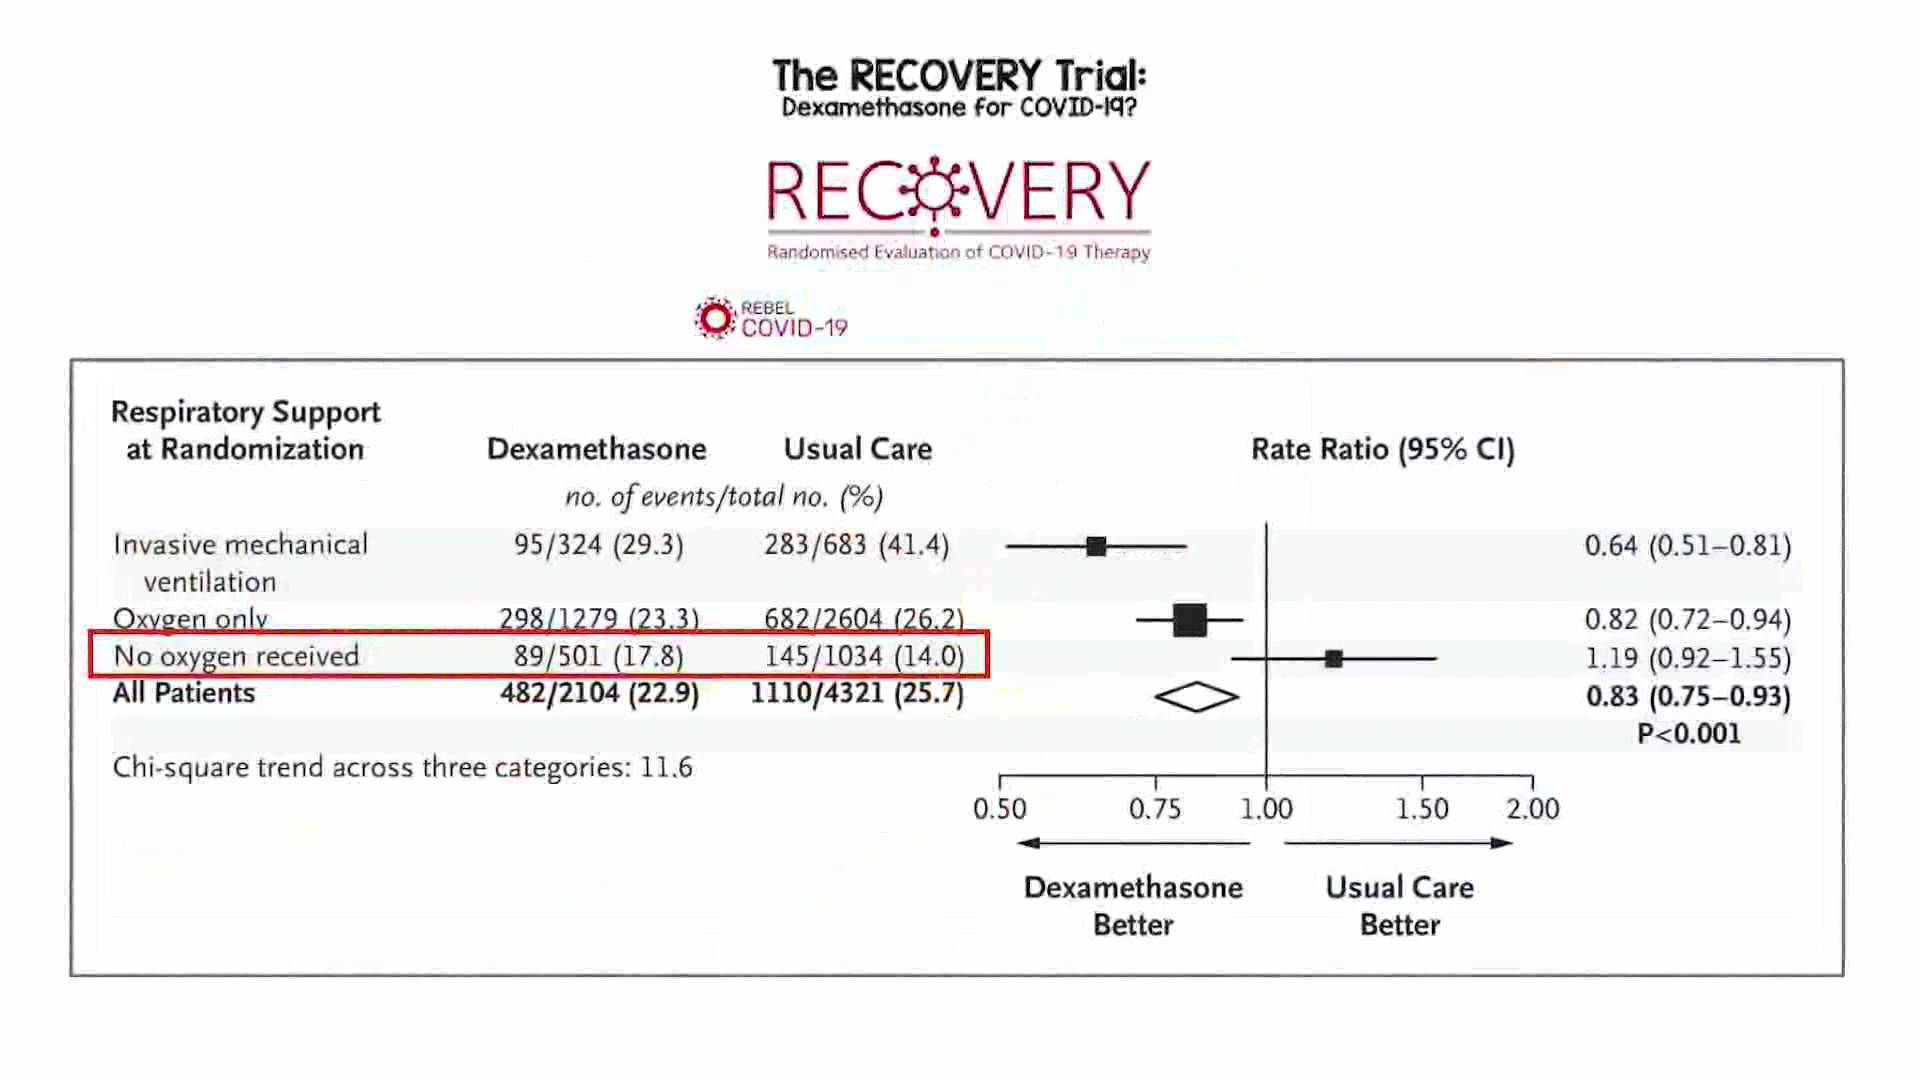 The RECOVERY Trial:
Dexamethasone for COVID-19?
RECOVERY
Randomised Evaluation of COVID-19 Therapy
REBEL
COVID-19
Respiratory Support
at Randomization
Dexamethasone
Usual Care
Rate Ratio (95% CI)
no. of events/total no. (%)
Invasive mechanical
ventilation
95/324 (29.3)
283/683 (41.4)
0.64 (0.51–0.81)
Oxygen only
298/1279 (23.3)
682/2604 (26.2)
0.82 (0.72–0.94)
No oxygen received
89/501 (17.8)
145/1034 (14.0)
1.19 (0.92–1.55)
All Patients
482/2104 (22.9)
1110/4321 (25.7)
0.83 (0.75–0.93)
P<0.001
Chi-square trend across three categories: 11.6
0.50 0.75 1.00 1.50 2.00
Dexamethasone
Better
Usual Care
Better